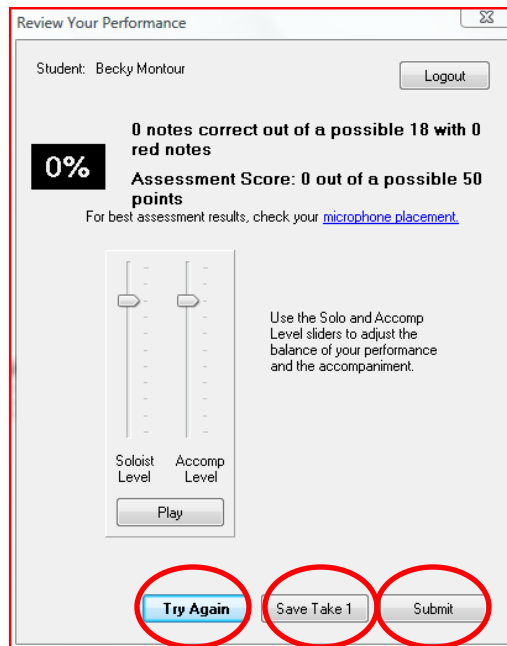 Review Your Performance
Student: Becky Montour
Logout
0%
0 notes correct out of a possible 18 with 0
red notes
Assessment Score: 0 out of a possible 50
points
For best assessment results, check your microphone placement.
Use the Solo and Accomp
Level sliders to adjust the
balance of your performance
and the accompaniment.
Soloist Accomp
Level Level
Play
Try Again Save Take 1 Submit